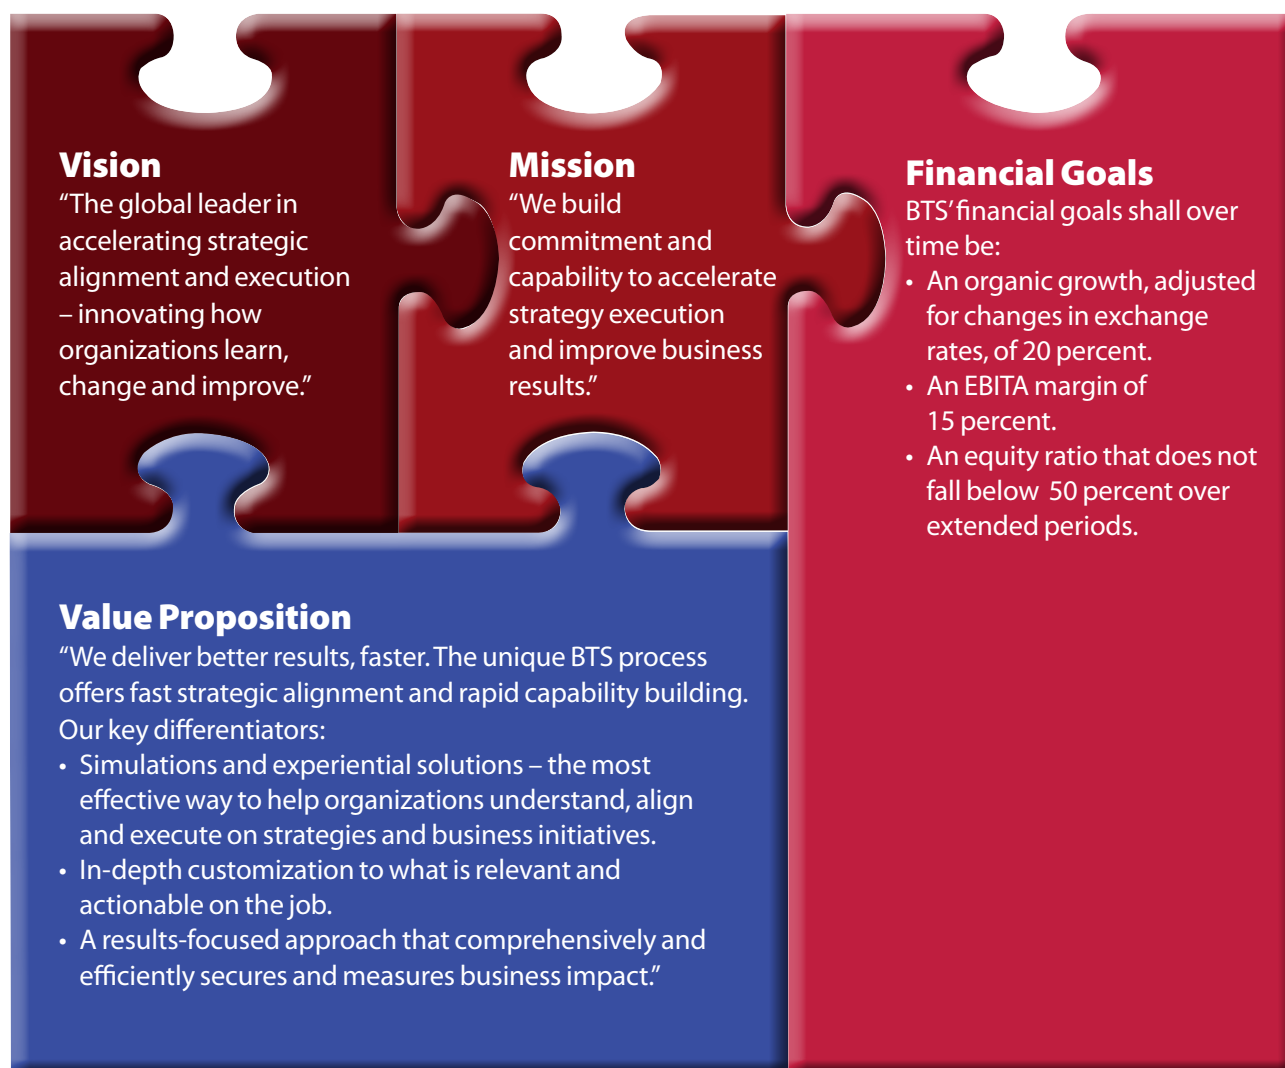 Vision
“The global leader in
accelerating strategic
alignment and execution
– innovating how
organizations learn,
change and improve.”
Mission
“We build
commitment and
capability to accelerate
strategy execution
and improve business
results.”
Financial Goals
BTS’ financial goals shall over
time be:
• An organic growth, adjusted
for changes in exchange
rates, of 20 percent.
• An EBITA margin of
15 percent.
• An equity ratio that does not
fall below 50 percent over
extended periods.
Value Proposition
“We deliver better results, faster. The unique BTS process
offers fast strategic alignment and rapid capability building.
Our key differentiators:
• Simulations and experiential solutions – the most
effective way to help organizations understand, align
and execute on strategies and business initiatives.
• In-depth customization to what is relevant and
actionable on the job.
• A results-focused approach that comprehensively and
efficiently secures and measures business impact.”